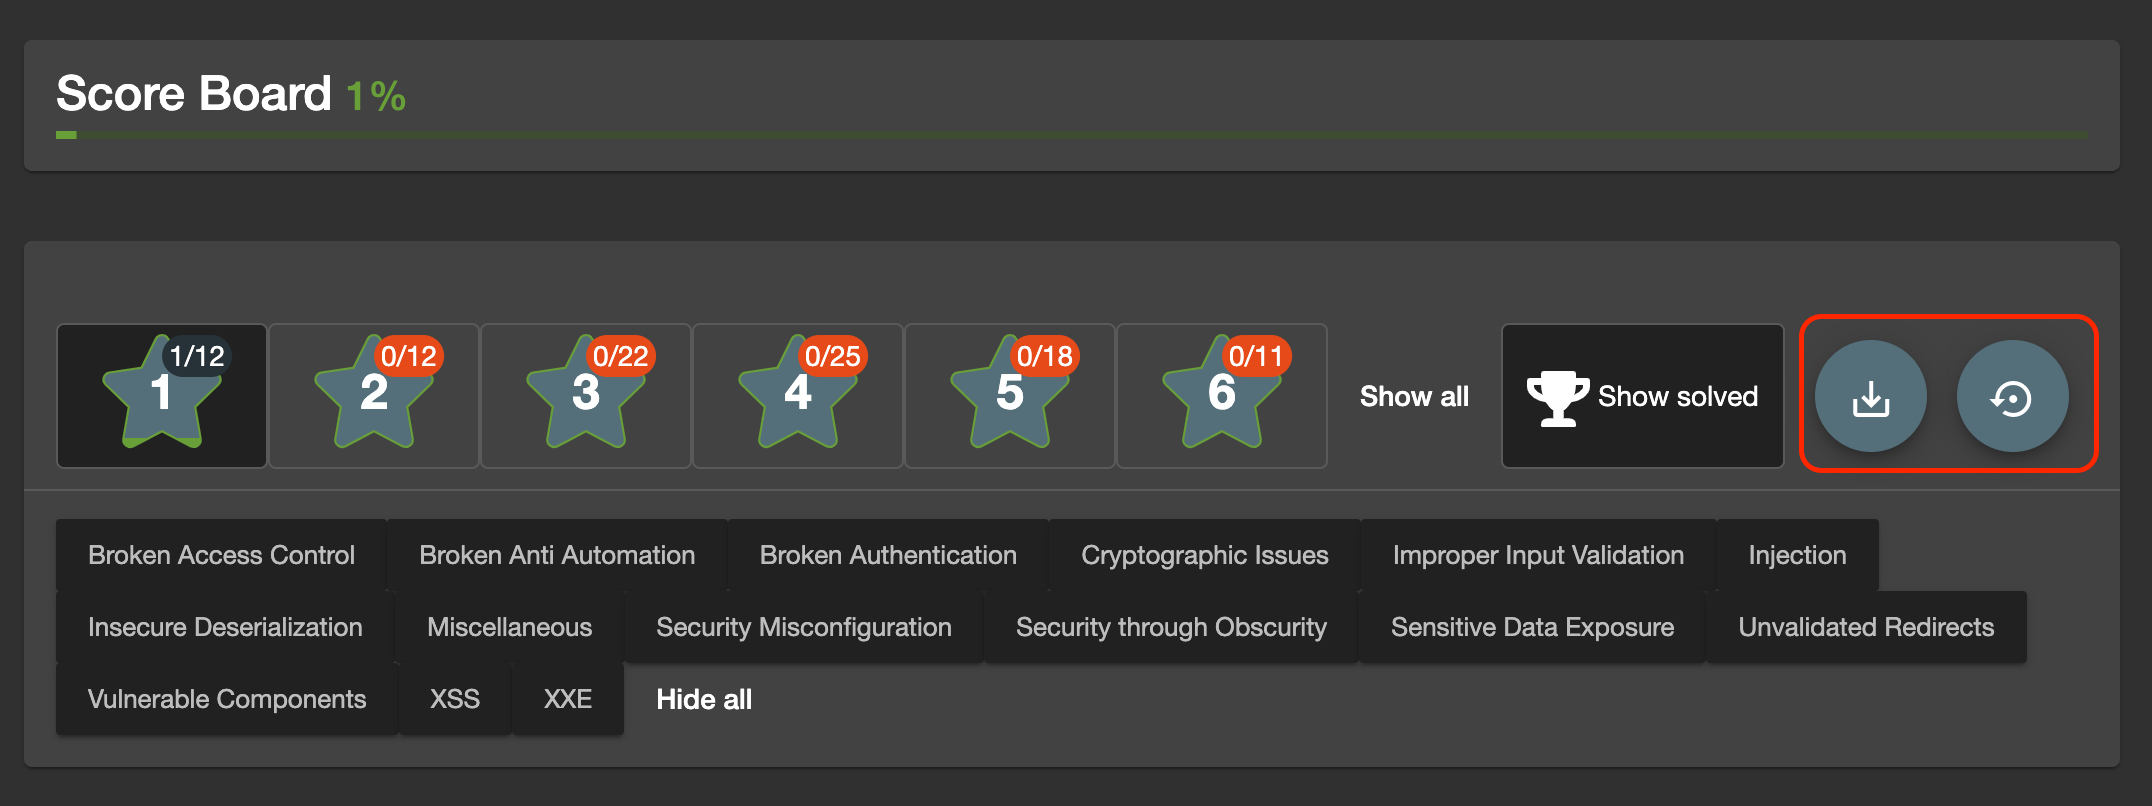 Score Board 1%
1/12 0/12 0/22 0/25 0/18 0/11
1 2 3 4 5 6 Show all Show solved
Broken Access Control Broken Anti Automation Broken Authentication Cryptographic Issues Improper Input Validation Injection
Insecure Deserialization Miscellaneous Security Misconfiguration Security through Obscurity Sensitive Data Exposure Unvalidated Redirects
Vulnerable Components XSS XXE Hide all